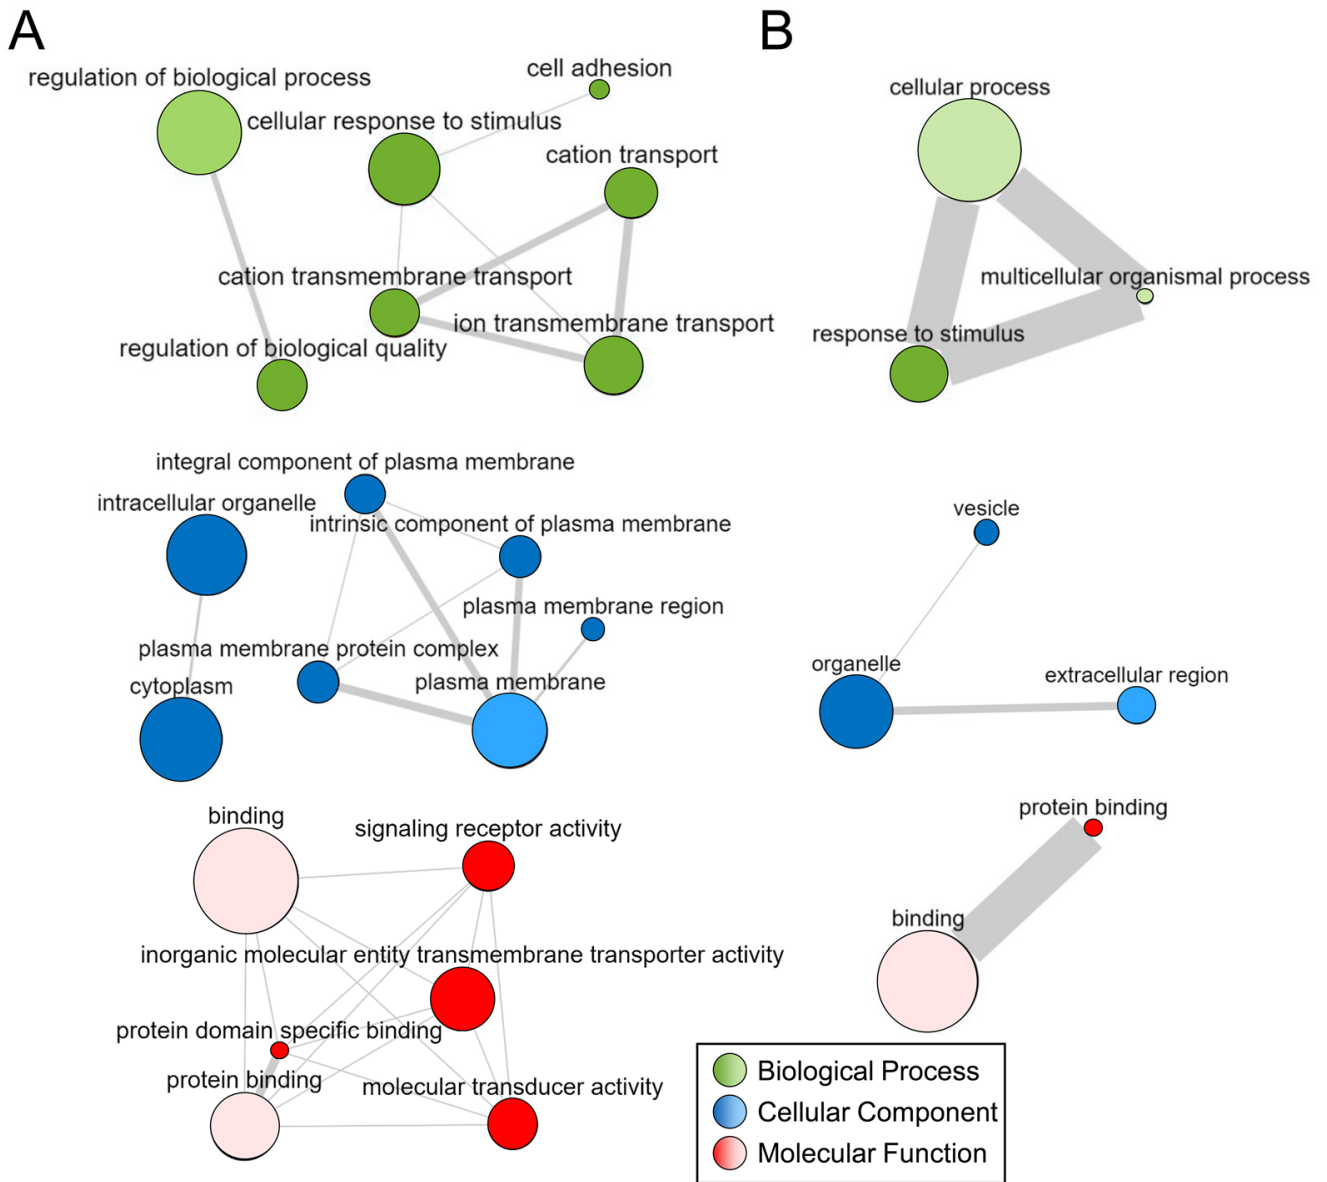 A
B
regulation of biological process
cell adhesion
cellular response to stimulus
cation transport
cation transmembrane transport
ion transmembrane transport
regulation of biological quality
cellular process
multicellular organismal process
response to stimulus
integral component of plasma membrane
intracellular organelle
intrinsic component of plasma membrane
plasma membrane region
plasma membrane protein complex
cytoplasm
plasma membrane
vesicle
organelle
extracellular region
binding
signaling receptor activity
inorganic molecular entity transmembrane transporter activity
protein domain specific binding
protein binding
molecular transducer activity
protein binding
binding
Biological Process
Cellular Component
Molecular Function